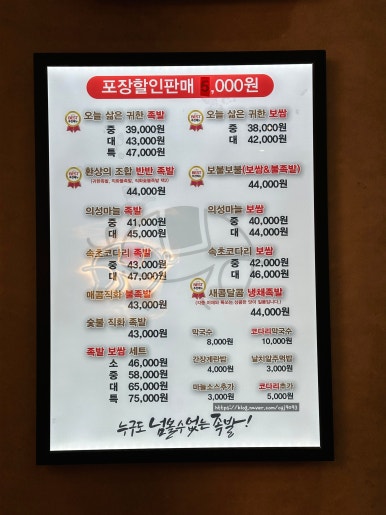 포장할인판매 5,000원
오늘 삶은 귀한 족발
중 39,000원
대 43,000원
특 47,000원
오늘 삶은 귀한 보쌈
중 38,000원
대 42,000원
환상의 조합 반반 족발
44,000원
보불보불(보쌈&불족발)
44,000원
의성마늘 족발
중 41,000원
대 45,000원
의성마늘 보쌈
중 40,000원
대 44,000원
속초코다리 족발
중 43,000원
대 47,000원
속초코다리 보쌈
중 42,000원
대 46,000원
매콤직화 불족발
43,000원
새콤달콤 냉채족발
44,000원
숯불 직화 족발
43,000원
족발 보쌈 세트
소 46,000원
중 58,000원
대 65,000원
특 75,000원
막국수 코다리막국수
8,000원 10,000원
간장계란밥 날치알주먹밥
4,000원 3,000원
마늘소스추가 코다리추가
3,000원 5,000원
누구도 넘볼수없는 족발!